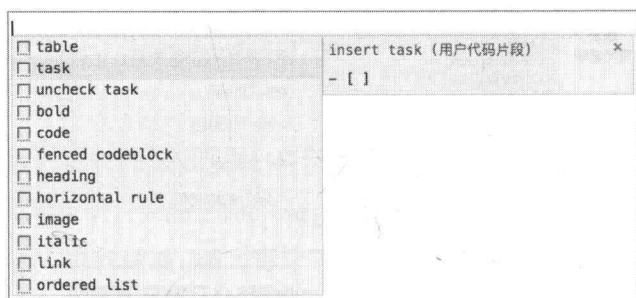 table
task
uncheck task
bold
code
fenced codeblock
heading
horizontal rule
image
italic
link
ordered list
insert task (用户代码片段) ×
– [ ]